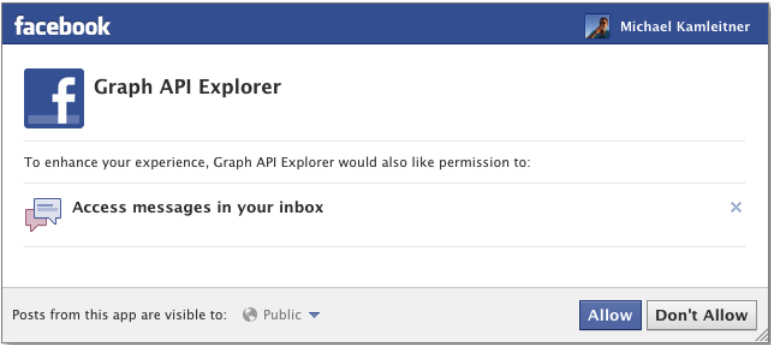 facebook
Michael Kamleitner
Graph API Explorer
To enhance your experience, Graph API Explorer would also like permission to:
Access messages in your inbox
Posts from this app are visible to: Public
Allow
Don't Allow